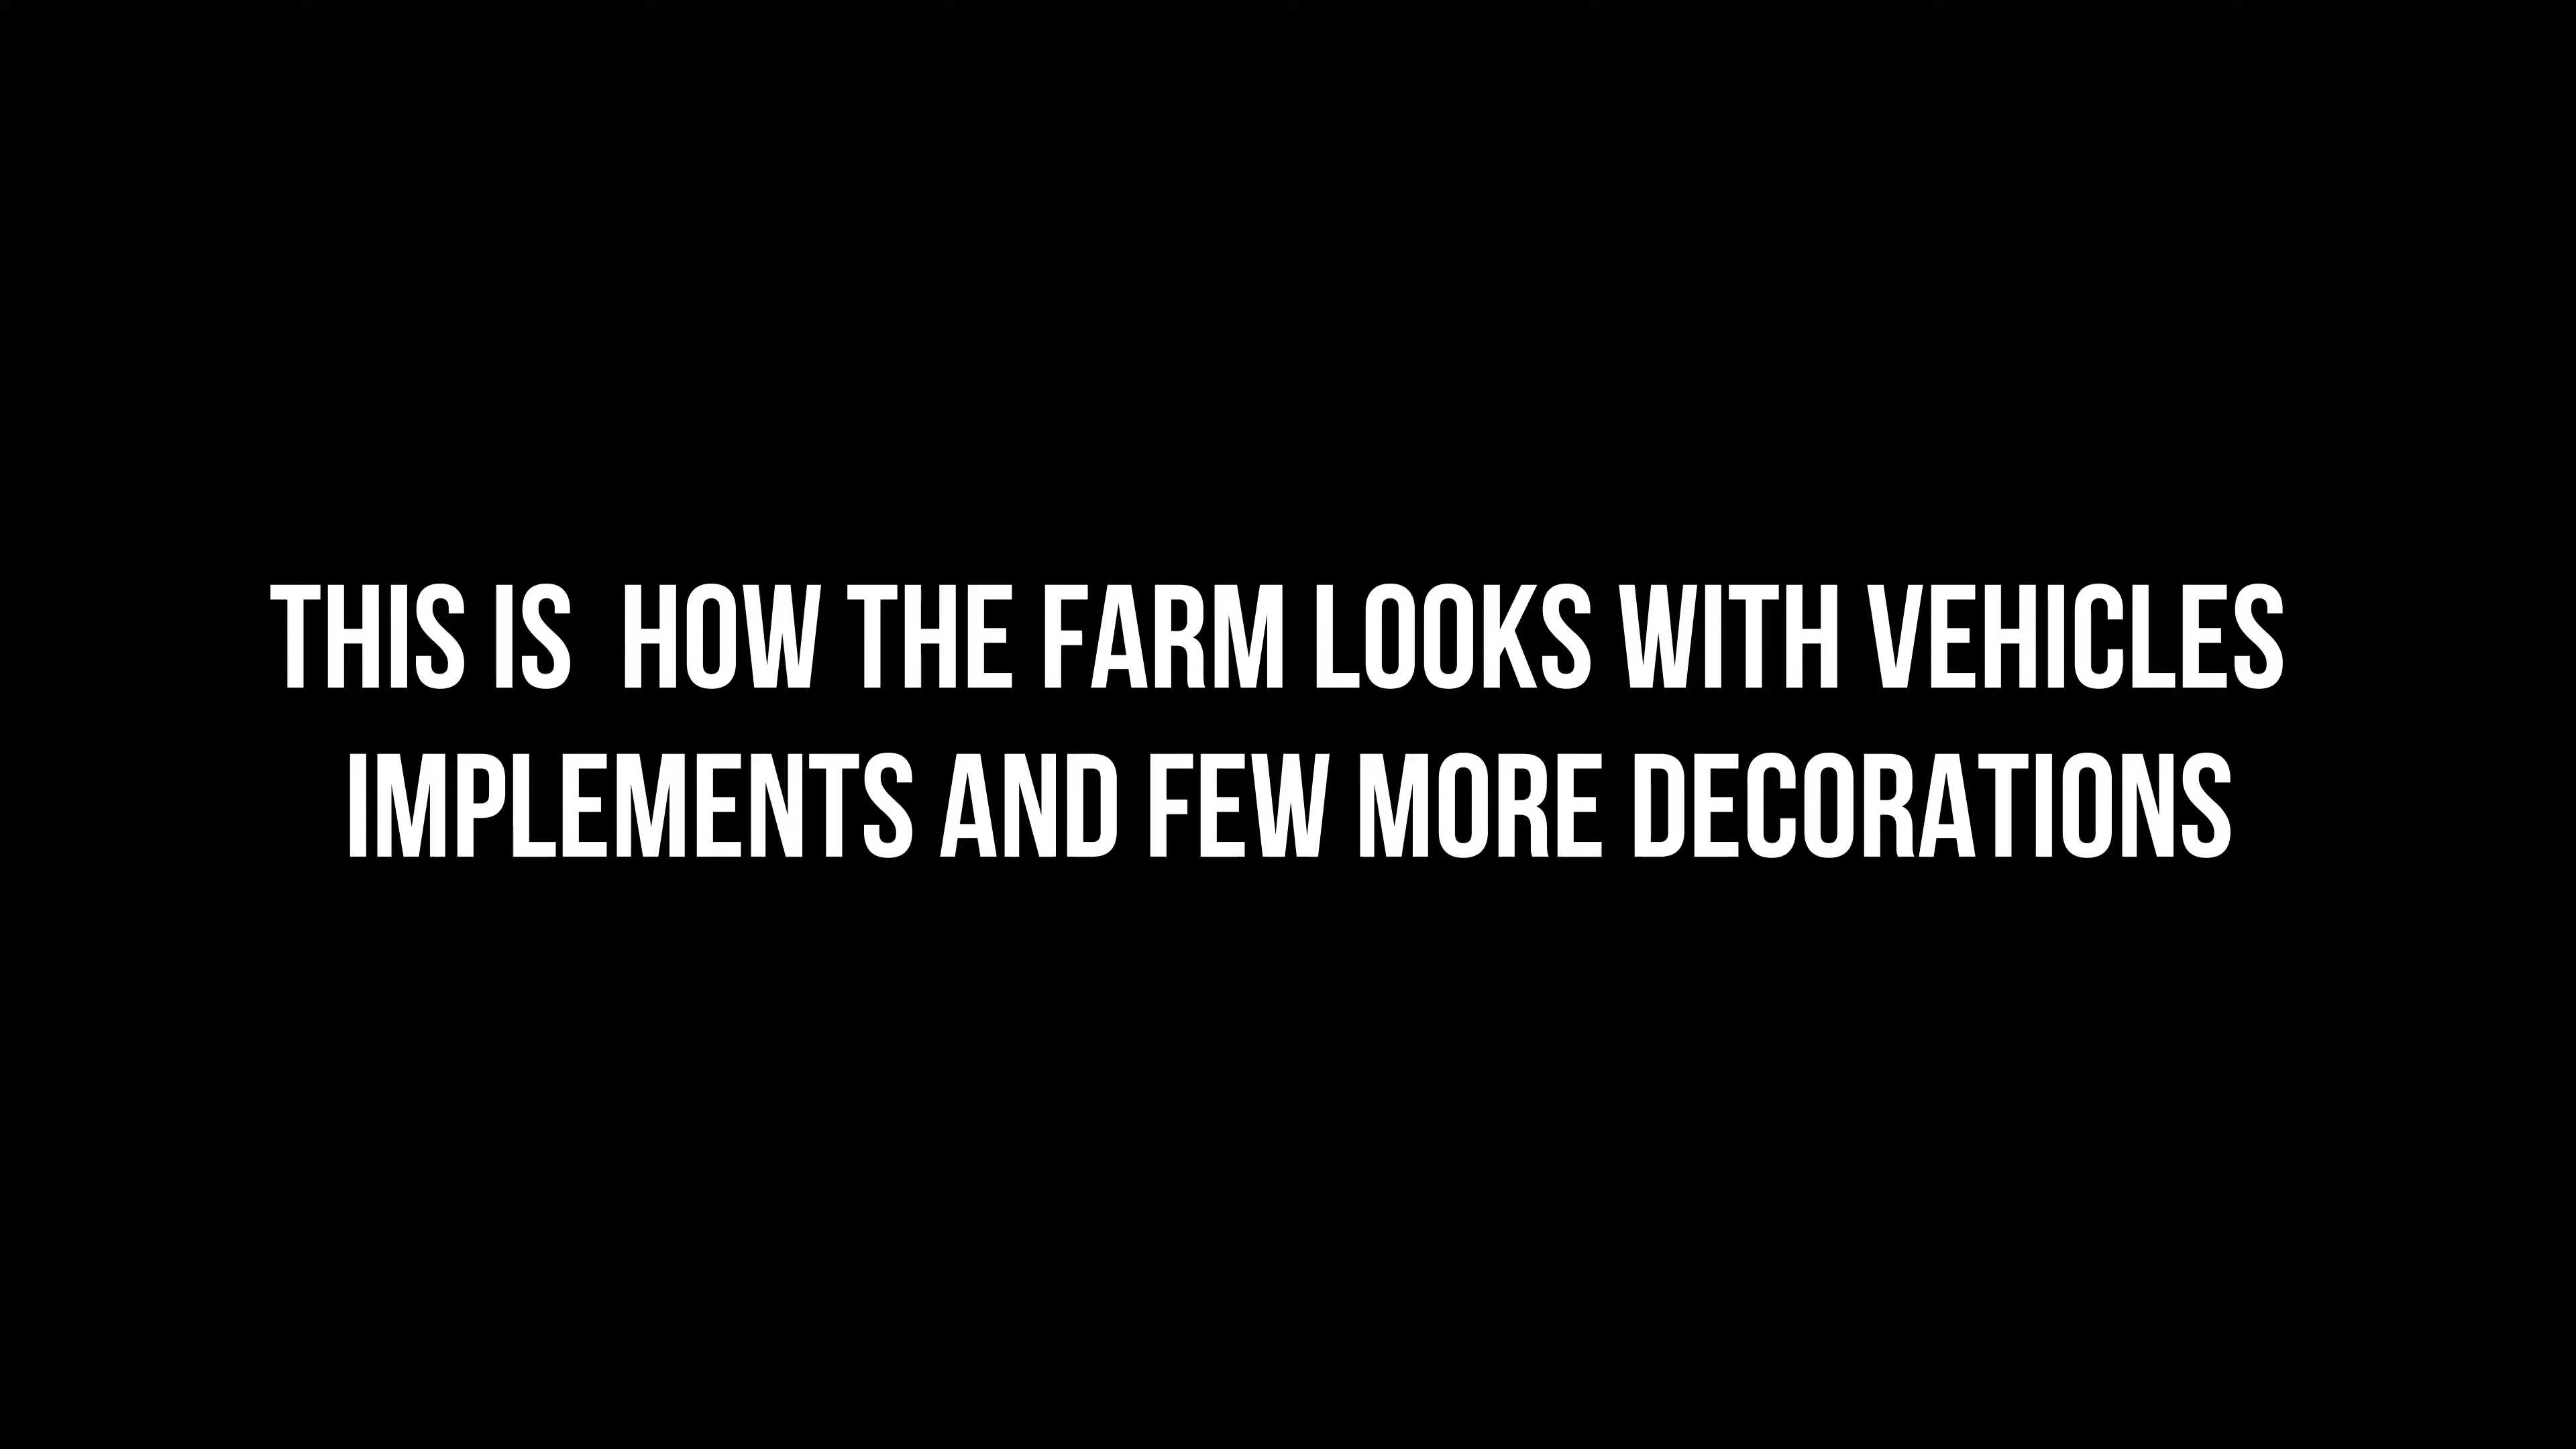 THIS IS  HOW THE FARM LOOKS WITH VEHICLES
IMPLEMENTS AND FEW MORE DECORATIONS